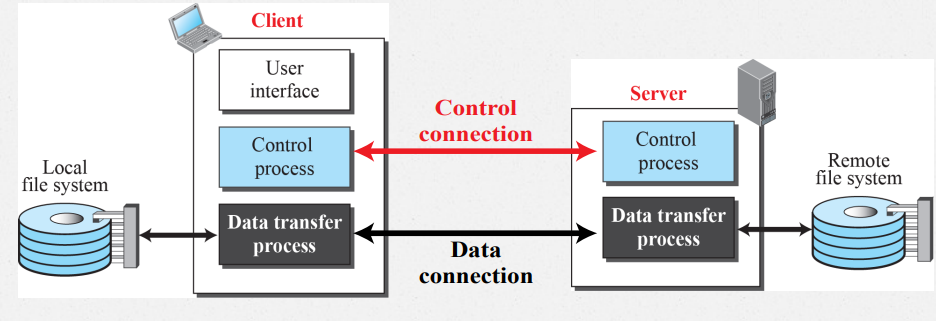 Client
User
interface
Control
process
Data transfer
process
Local
file system
Control
connection
Data
connection
Server
Control
process
Data transfer
process
Remote
file system